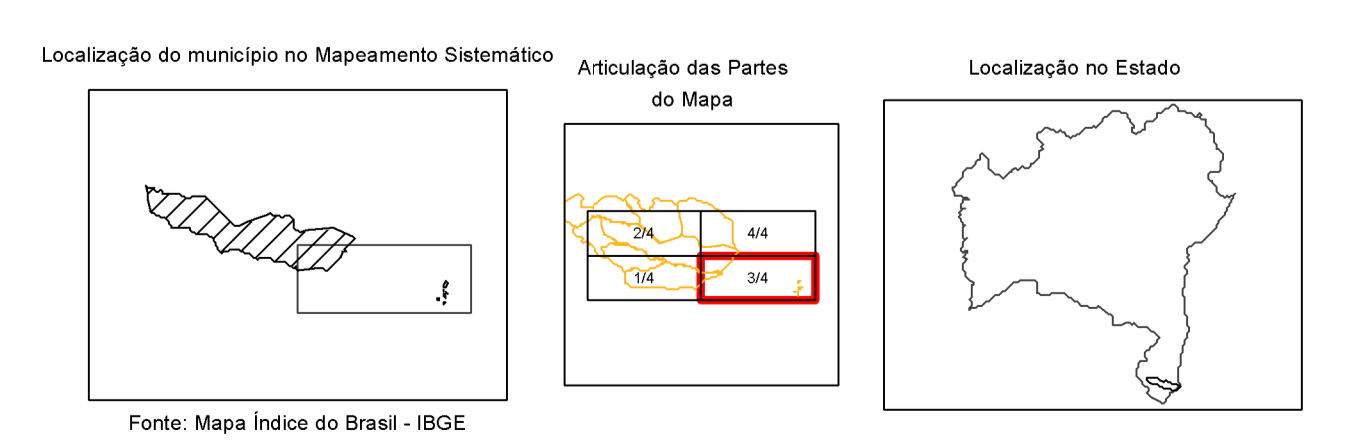 Localização do município no Mapeamento Sistemático
Articulação das Partes
do Mapa
Localização no Estado
2/4
4/4
1/4
3/4
Fonte: Mapa Índice do Brasil - IBGE